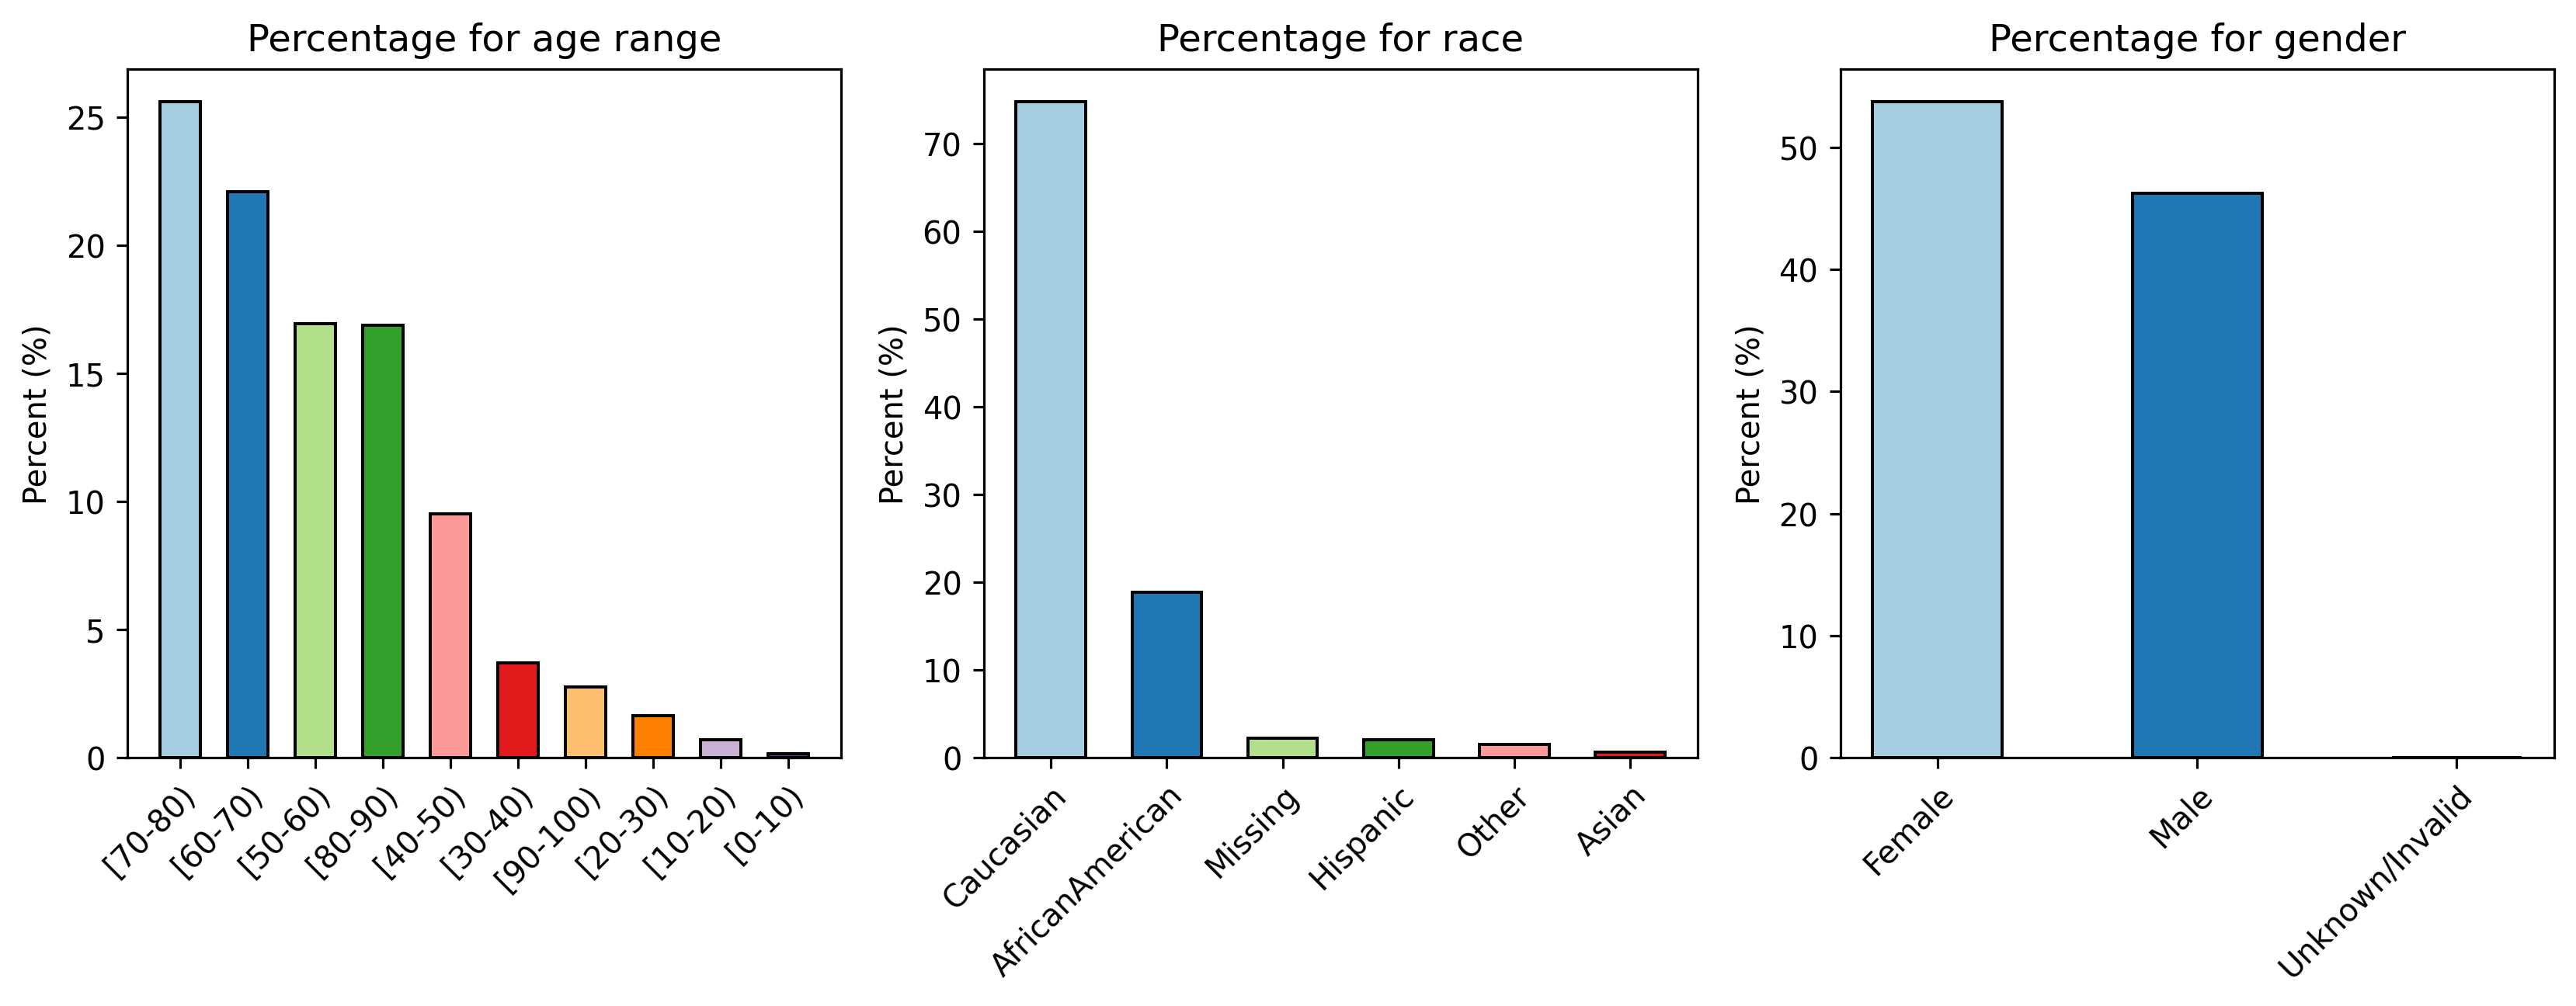 Percentage for age range
Percent (%)
25
20
15
10
5
0
[70-80)
[60-70)
[50-60)
[80-90)
[40-50)
[30-40)
[90-100)
[20-30)
[10-20)
[0-10)
Percentage for race
Percent (%)
70
60
50
40
30
20
10
0
Caucasian
AfricanAmerican
Missing
Hispanic
Other
Asian
Percentage for gender
Percent (%)
50
40
30
20
10
0
Female
Male
Unknown/Invalid